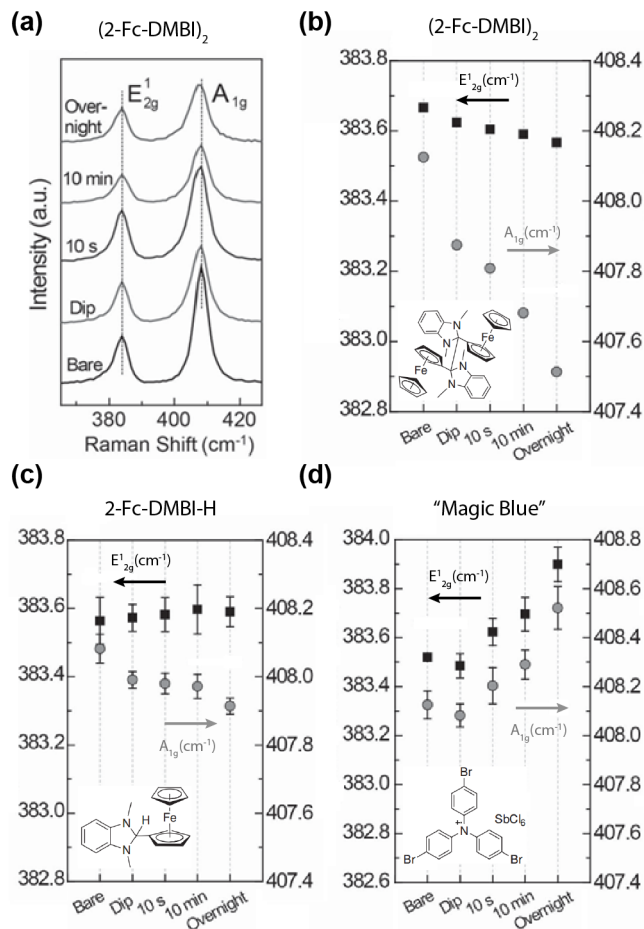 (a)
(2-Fc-DMBI)2
E12g
A1g
Over-
night
10 min
10 s
Dip
Bare
Intensity (a.u.)
380
400
420
Raman Shift (cm-1)
(b)
(2-Fc-DMBI)2
383.8
383.6
383.4
383.2
383.0
382.8
408.4
408.2
408.0
407.8
407.6
407.4
E12g(cm-1)
A1g(cm-1)
N
N
Fe
Fe
N
N
Bare
Dip
10 s
10 min
Overnight
(c)
2-Fc-DMBI-H
383.8
383.6
383.4
383.2
383.0
382.8
408.4
408.2
408.0
407.8
407.6
407.4
E12g(cm-1)
A1g(cm-1)
N
H
Fe
N
Bare
Dip
10 s
10 min
Overnight
(d)
"Magic Blue"
384.0
383.8
383.6
383.4
383.2
383.0
382.8
382.6
408.8
408.6
408.4
408.2
408.0
407.8
407.6
407.4
E12g(cm-1)
A1g(cm-1)
Br
SbCl6
+
N
Br
Br
Bare
Dip
10 s
10 min
Overnight